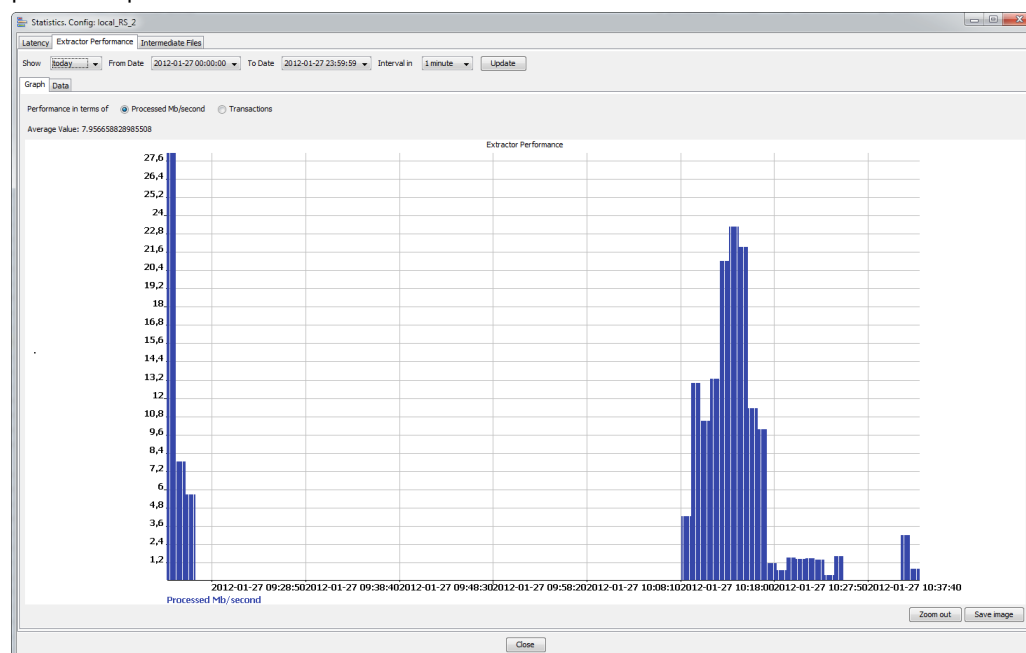 Statistics. Config: local_RS_2
Latency Extractor Performance Intermediate Files
Show today From Date 2012-01-27 00:00:00 To Date 2012-01-27 23:59:59 Interval in 1 minute Update
Graph Data
Performance in terms of Processed Mb/second Transactions
Average Value: 7.956658828985508
Extractor Performance
27,6
26,4
25,2
24
22,8
21,6
20,4
19,2
18
16,8
15,6
14,4
13,2
12
10,8
9,6
8,4
7,2
6
4,8
3,6
2,4
1,2
2012-01-27 09:28:50 2012-01-27 09:38:40 2012-01-27 09:48:30 2012-01-27 09:58:20 2012-01-27 10:08:10 2012-01-27 10:18:00 2012-01-27 10:27:50 2012-01-27 10:37:40
Processed Mb/second
Zoom out Save image
Close